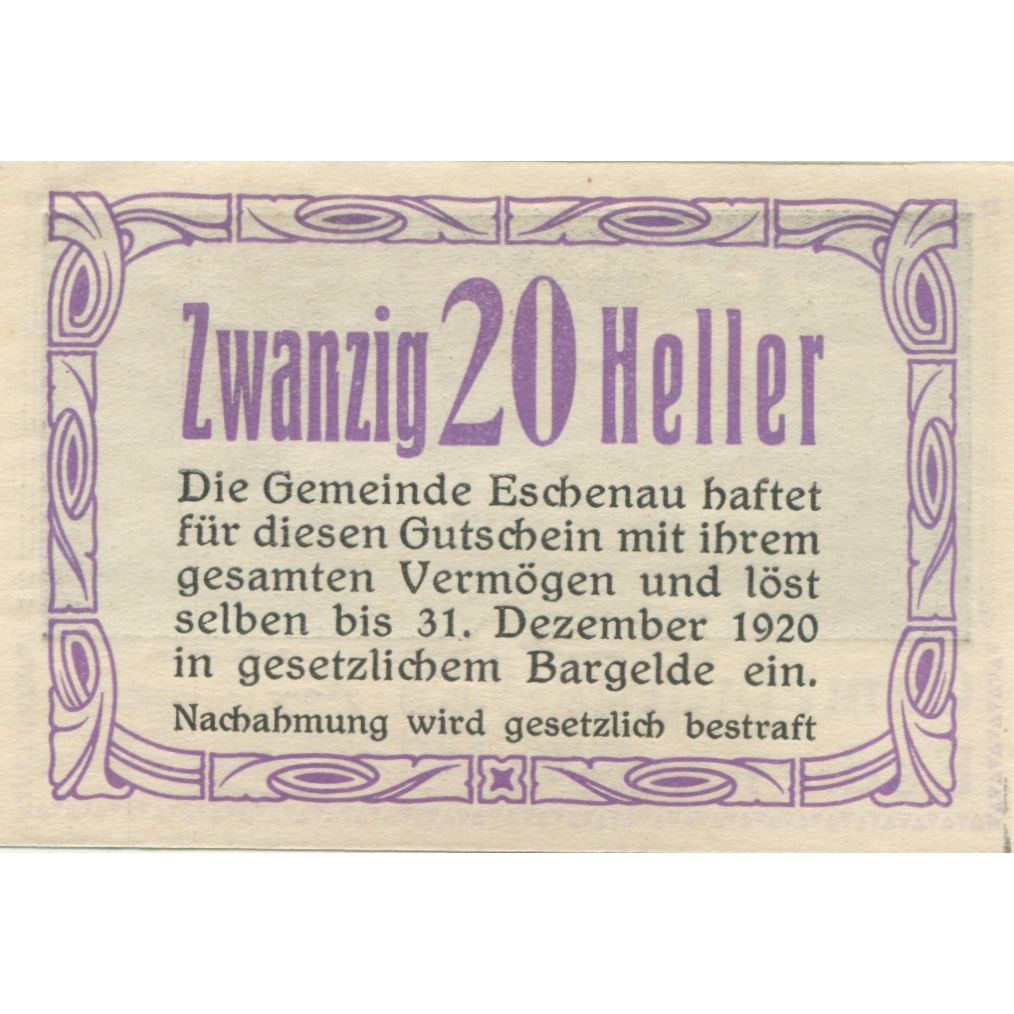 Zwanzig 20 Heller
Die Gemeinde Eschenau haftet
für diesen Gutschein mit ihrem
gesamten Vermögen und löst
selben bis 31. Dezember 1920
in gesetzlichem Bargelde ein.
Nachahmung wird gesetzlich bestraft